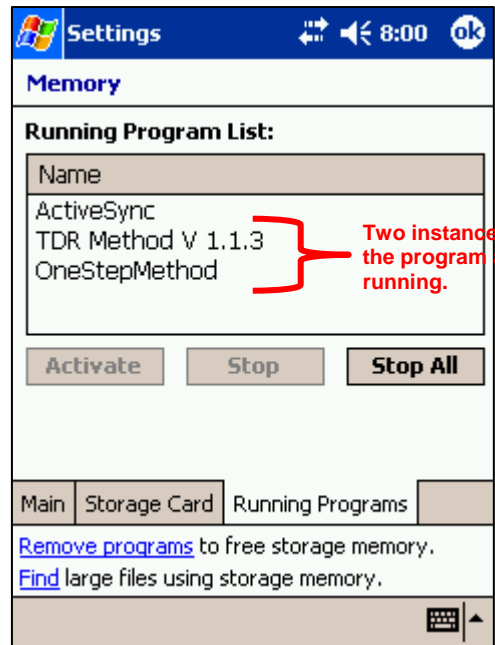 Settings 8:00 ok
Memory
Running Program List:
Name
ActiveSync
TDR Method V 1.1.3
OneStepMethod
Two instance
the program
running.
Activate Stop Stop All
Main Storage Card Running Programs
Remove programs to free storage memory.
Find large files using storage memory.